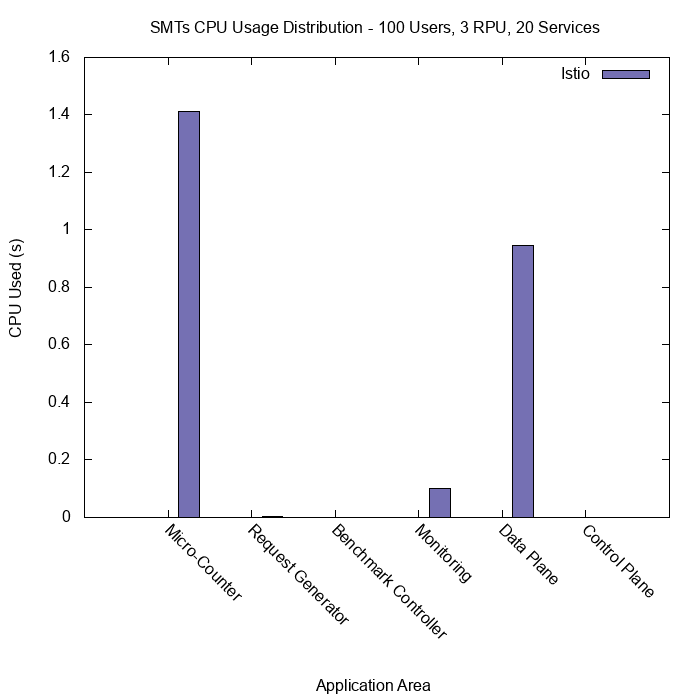 SMTs CPU Usage Distribution - 100 Users, 3 RPU, 20 Services
Istio
CPU Used (s)
1.6
1.4
1.2
1
0.8
0.6
0.4
0.2
0
Micro-Counter
Request Generator
Benchmark Controller
Monitoring
Data Plane
Control Plane
Application Area